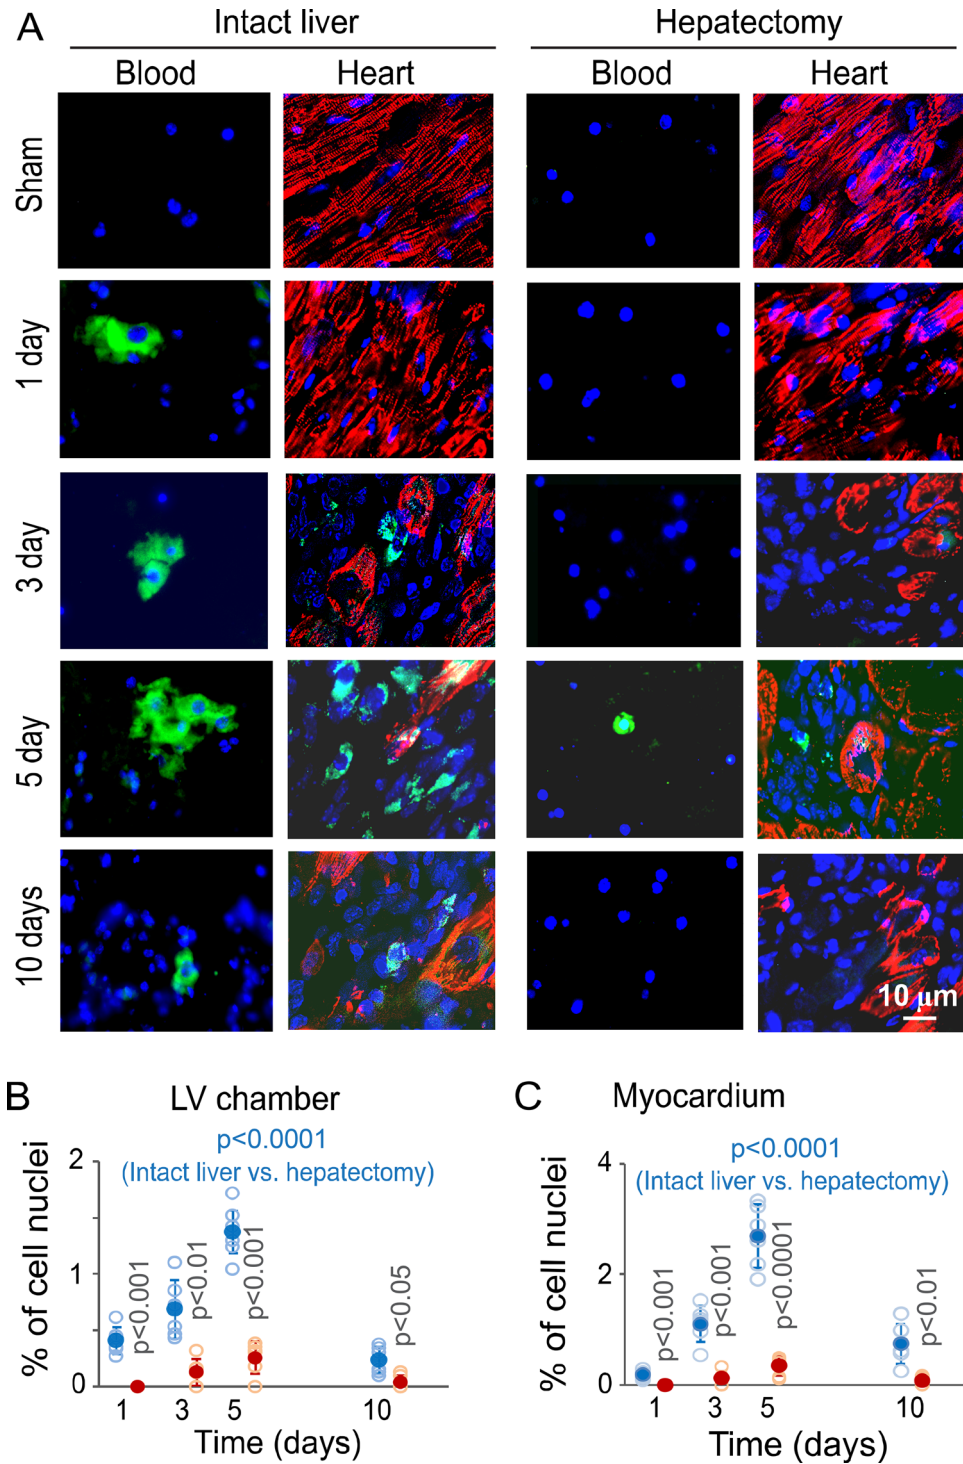 A
Intact liver
Hepatectomy
Blood
Heart
Blood
Heart
Sham
1 day
3 day
5 day
10 days
10 μm
B
LV chamber
p<0.0001
(Intact liver vs. hepatectomy)
% of cell nuclei
2
1
0
p<0.001
p<0.01
p<0.001
p<0.05
1
3
5
10
Time (days)
C
Myocardium
p<0.0001
(Intact liver vs. hepatectomy)
% of cell nuclei
4
2
0
p<0.001
p<0.001
p<0.0001
p<0.01
1
3
5
10
Time (days)